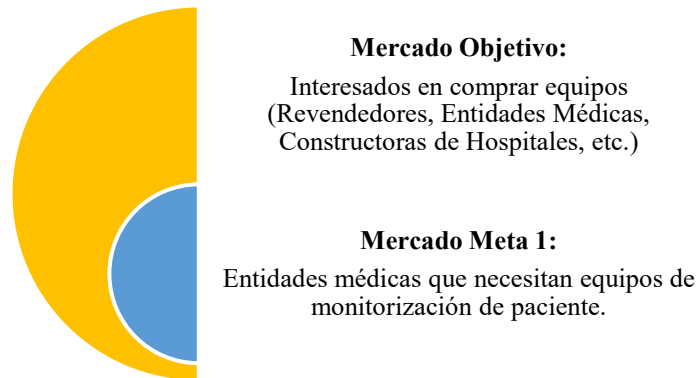 Mercado Objetivo:
Interesados en comprar equipos
(Revendedores, Entidades Médicas,
Constructoras de Hospitales, etc.)
Mercado Meta 1:
Entidades médicas que necesitan equipos de
monitorización de paciente.